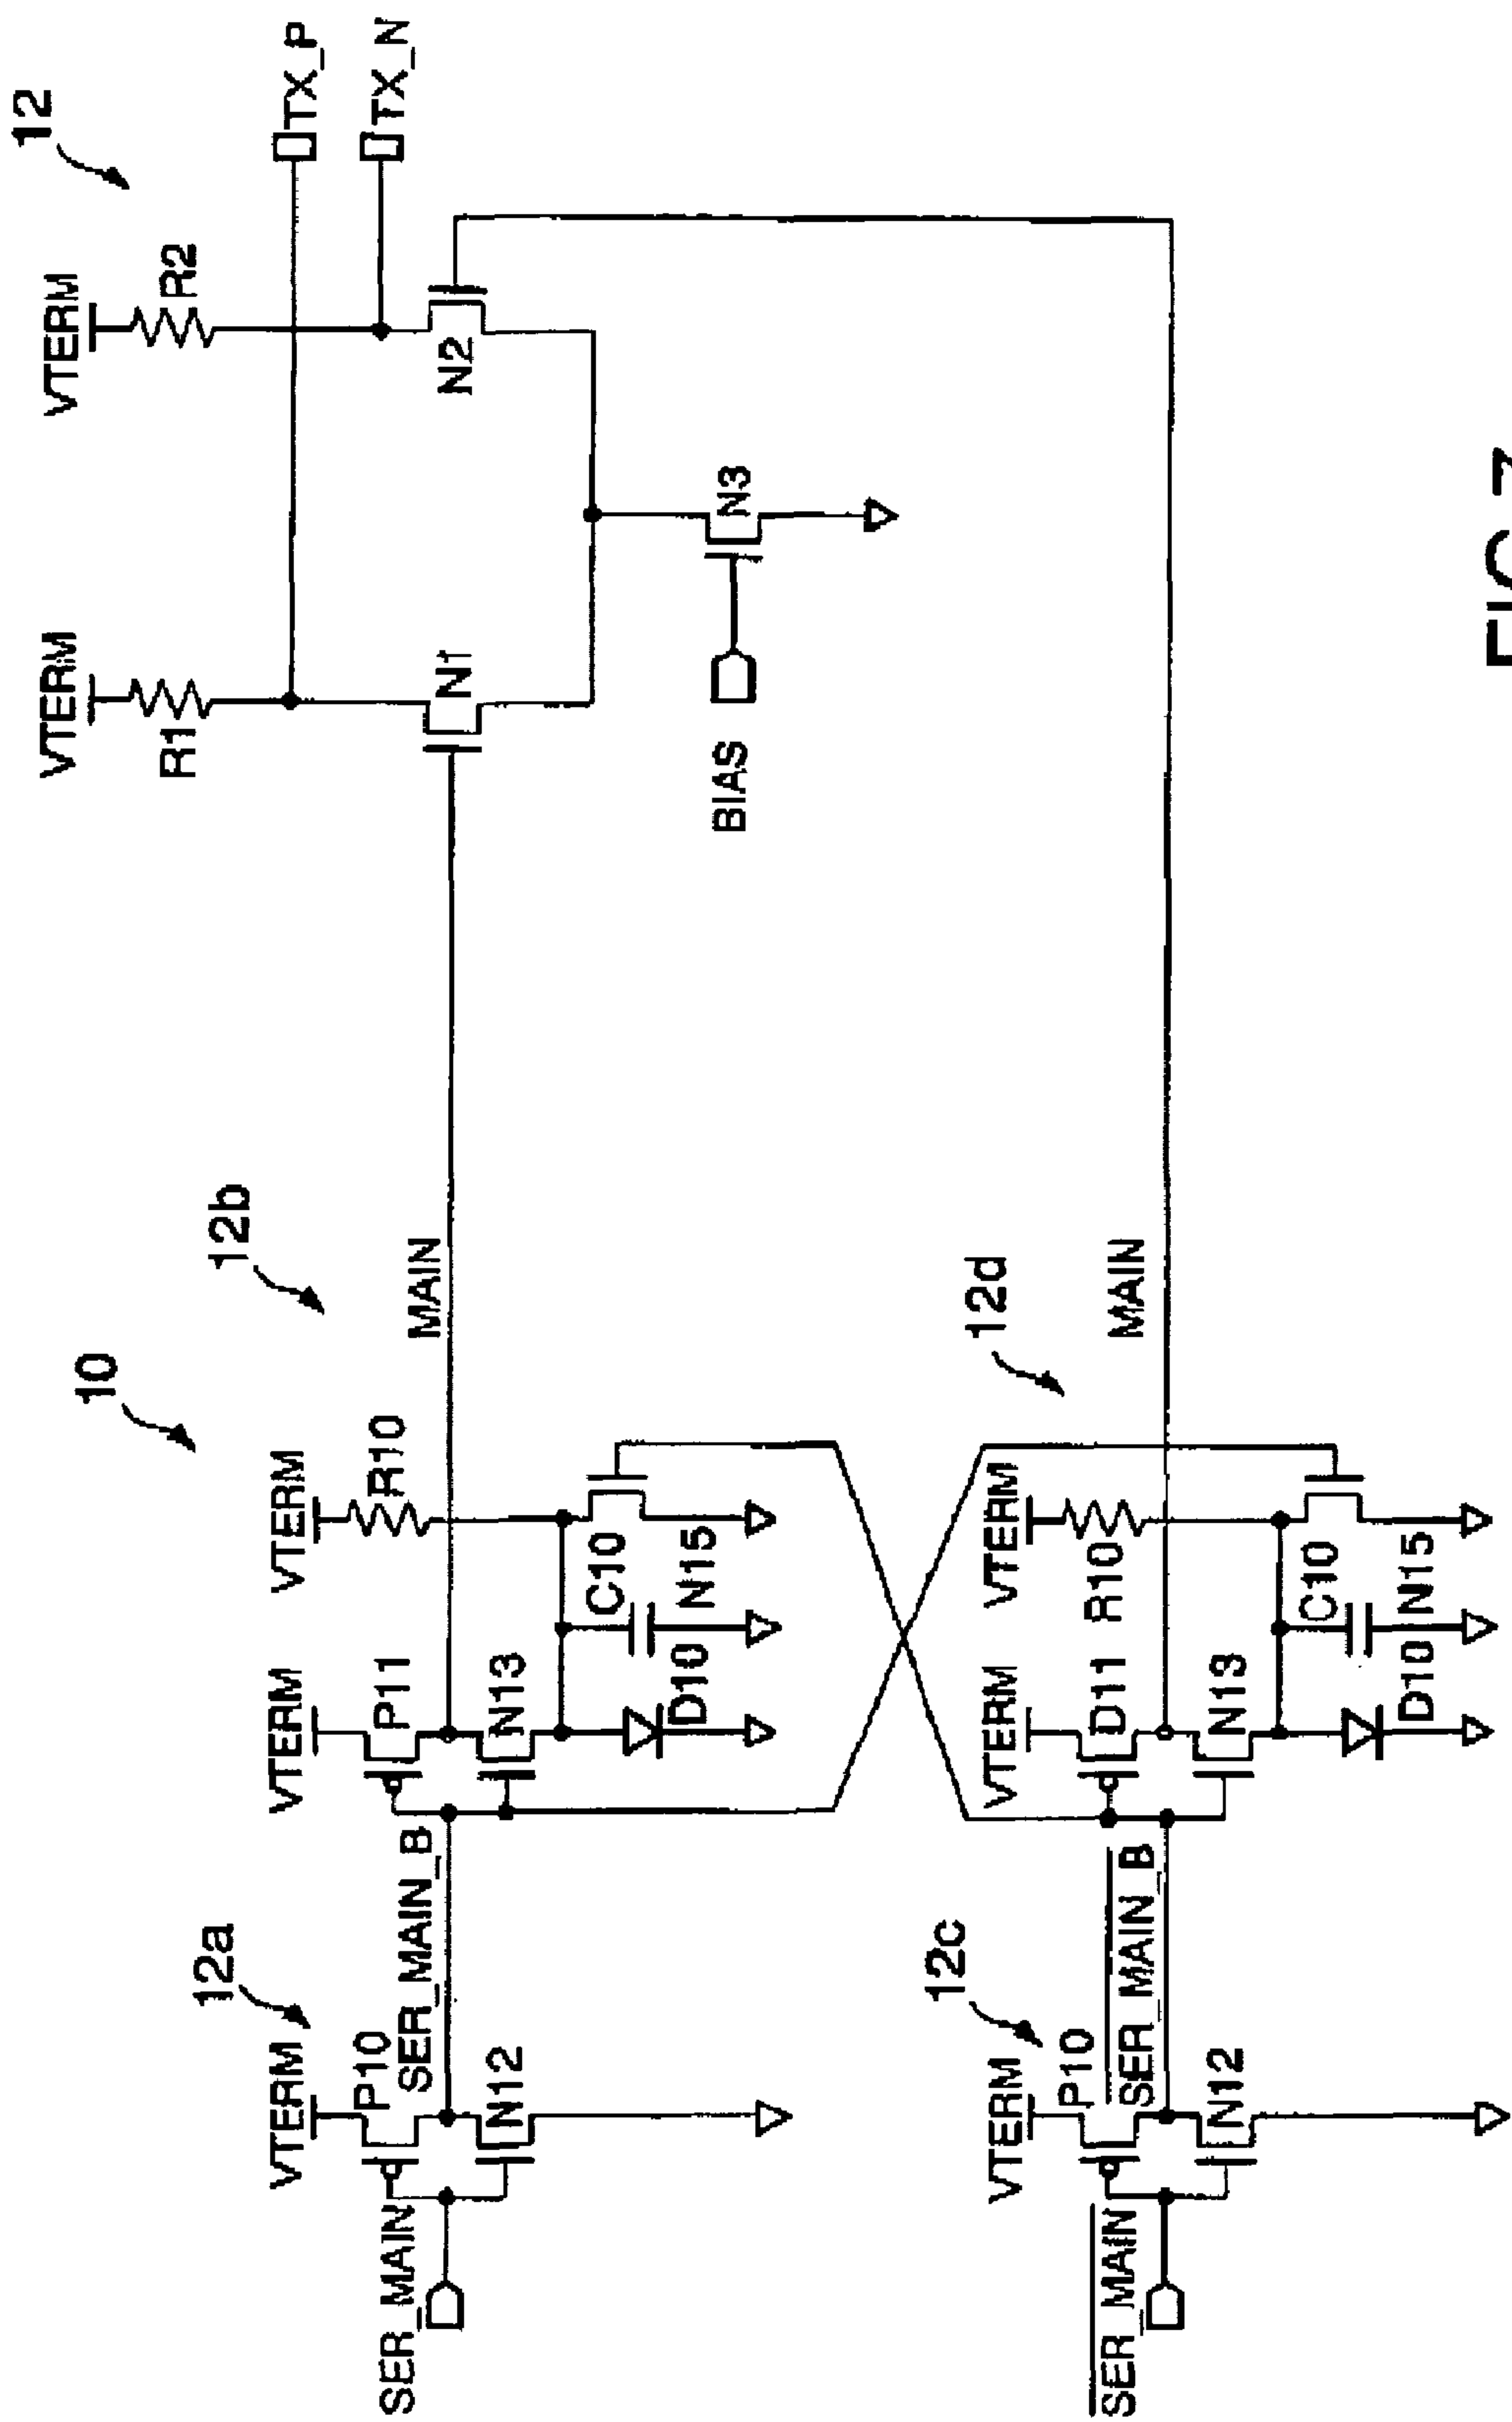 VTERM
VTERM
12
10
R1
R2
12a
12b
VTERM
VTERM
VTERM
TX_P
P10
P11
R10
TX_N
SER_MAIN
SER_MAIN_B
MAIN
N1
N2
N12
N13
C10
D10
N15
BIAS
N3
12c
12d
VTERM
VTERM
VTERM
P10
D11
R10
S̅E̅R̅_̅M̅A̅I̅N̅
S̅E̅R̅_̅M̅A̅I̅N̅_̅B̅
MAIN
N12
N13
C10
D10
N15